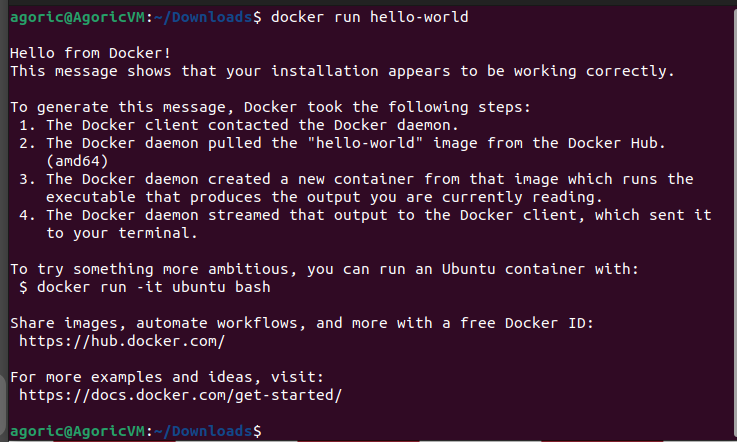 agoric@AgoricVM:~/Downloads$ docker run hello-world
Hello from Docker!
This message shows that your installation appears to be working correctly.
To generate this message, Docker took the following steps:
1. The Docker client contacted the Docker daemon.
2. The Docker daemon pulled the "hello-world" image from the Docker Hub.
(amd64)
3. The Docker daemon created a new container from that image which runs the
executable that produces the output you are currently reading.
4. The Docker daemon streamed that output to the Docker client, which sent it
to your terminal.
To try something more ambitious, you can run an Ubuntu container with:
$ docker run -it ubuntu bash
Share images, automate workflows, and more with a free Docker ID:
https://hub.docker.com/
For more examples and ideas, visit:
https://docs.docker.com/get-started/
agoric@AgoricVM:~/Downloads$